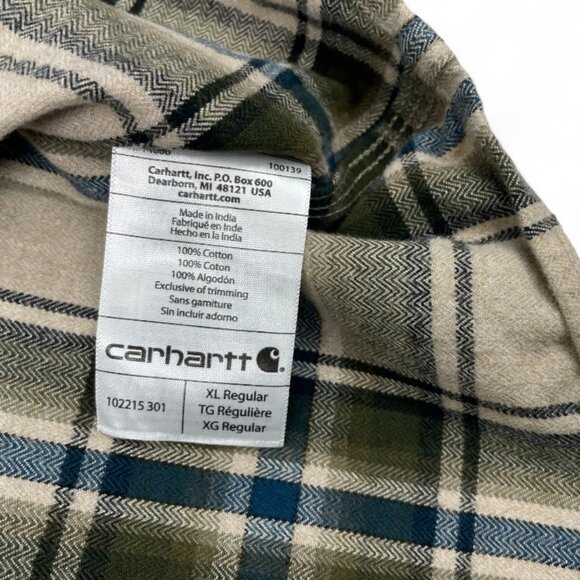 100139
Carhartt, Inc. P.O. Box 600
Dearborn, MI 48121 USA
carhartt.com
Made in India
Fabriqué en Inde
Hecho en la India
100% Cotton
100% Coton
100% Algodón
Exclusive of trimming
Sans garniture
Sin incluir adorno
carhartt
102215 301
XL Regular
TG Régulière
XG Regular